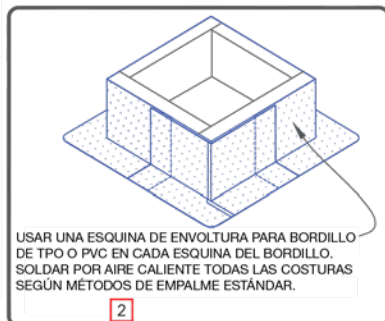 USAR UNA ESQUINA DE ENVOLTURA PARA BORDILLO
DE TPO O PVC EN CADA ESQUINA DEL BORDILLO.
SOLDAR POR AIRE CALIENTE TODAS LAS COSTURAS
SEGÚN MÉTODOS DE EMPALME ESTÁNDAR.
2